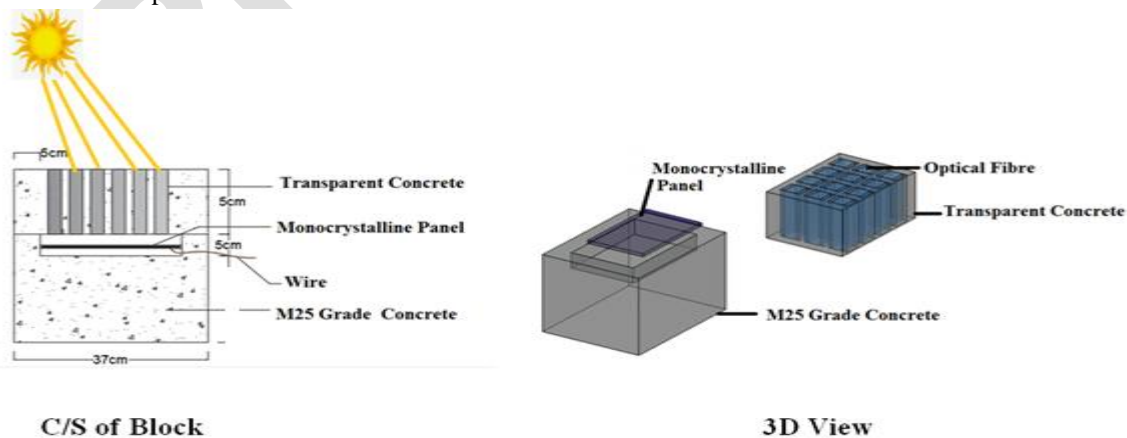 5cm
Transparent Concrete
5cm
Monocrystalline Panel
5cm
Wire
M25 Grade Concrete
37cm
C/S of Block
Monocrystalline
Panel
Optical Fibre
Transparent Concrete
M25 Grade Concrete
3D View